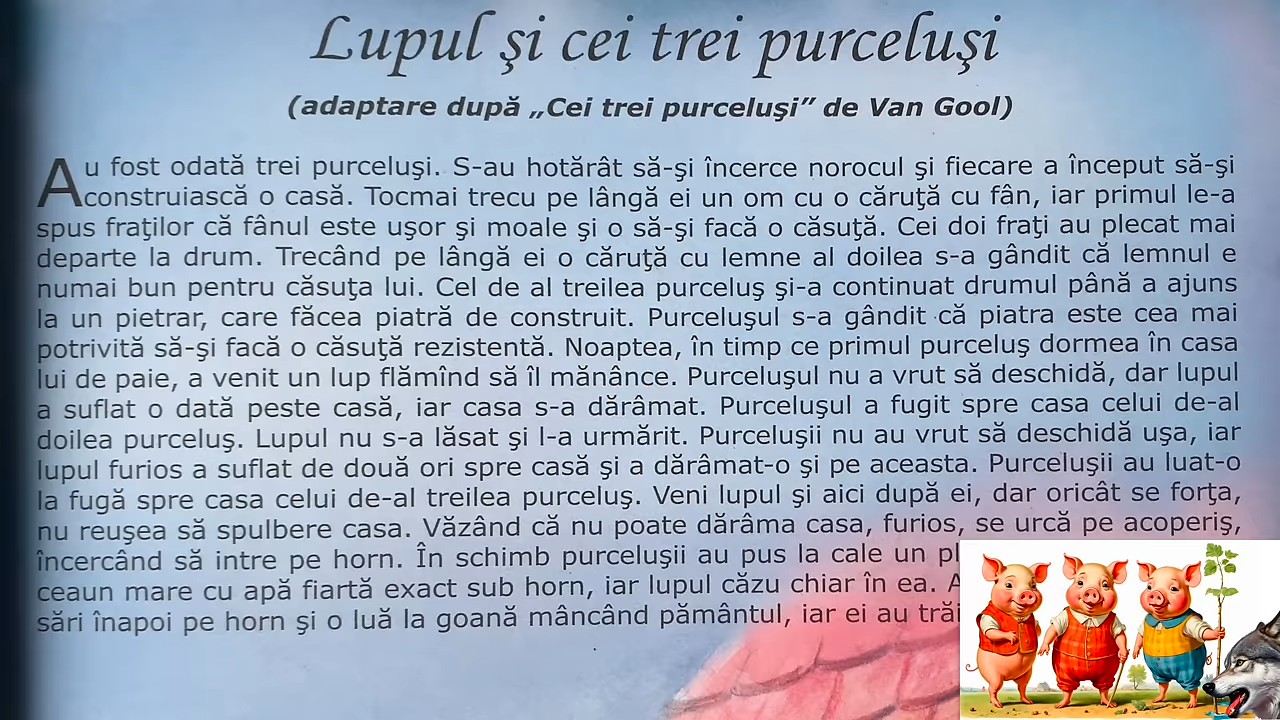 Lupul şi cei trei purceluşi
(adaptare după „Cei trei purceluşi” de Van Gool)
Au fost odată trei purceluşi. S-au hotărât să-şi încerce norocul şi fiecare a început să-şi
construiască o casă. Tocmai trecu pe lângă ei un om cu o căruţă cu fân, iar primul le-a
spus fraţilor că fânul este uşor şi moale şi o să-şi facă o căsuţă. Cei doi fraţi au plecat mai
departe la drum. Trecând pe lângă ei o căruţă cu lemne al doilea s-a gândit că lemnul e
numai bun pentru căsuţa lui. Cel de al treilea purceluş şi-a continuat drumul până a ajuns
la un pietrar, care făcea piatră de construit. Purceluşul s-a gândit că piatra este cea mai
potrivită să-şi facă o căsuţă rezistentă. Noaptea, în timp ce primul purceluş dormea în casa
lui de paie, a venit un lup flămînd să îl mănânce. Purceluşul nu a vrut să deschidă, dar lupul
a suflat o dată peste casă, iar casa s-a dărâmat. Purceluşul a fugit spre casa celui de-al
doilea purceluş. Lupul nu s-a lăsat şi l-a urmărit. Purceluşii nu au vrut să deschidă uşa, iar
lupul furios a suflat de două ori spre casă şi a dărâmat-o şi pe aceasta. Purceluşii au luat-o
la fugă spre casa celui de-al treilea purceluş. Veni lupul şi aici după ei, dar oricât se forţa,
nu reuşea să spulbere casa. Văzând că nu poate dărâma casa, furios, se urcă pe acoperiş,
încercând să intre pe horn. În schimb purceluşii au pus la cale un
ceaun mare cu apă fiartă exact sub horn, iar lupul căzu chiar în ea.
sări înapoi pe horn şi o luă la goană mâncând pământul, iar ei au